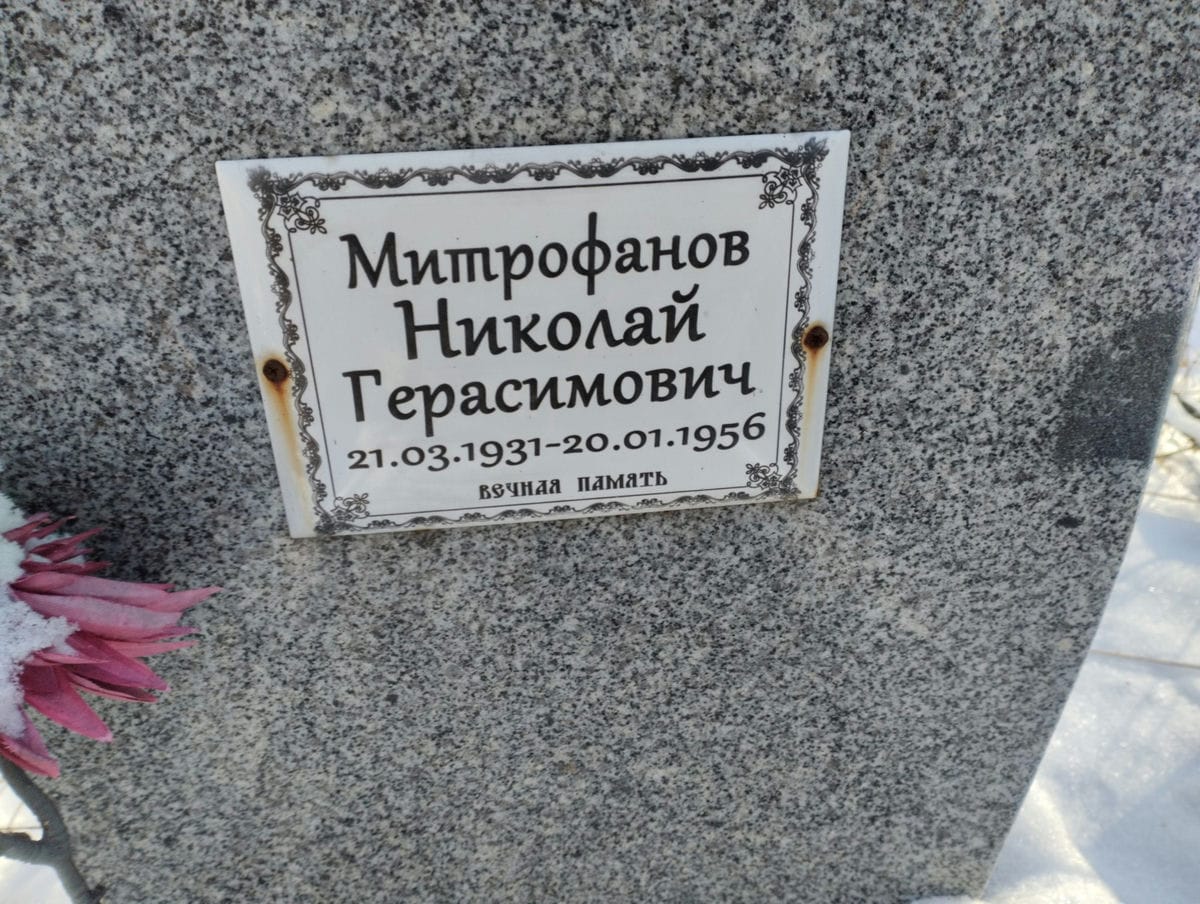 Митрофанов
Николай
Герасимович
21.03.1931-20.01.1956
ВЕЧНАЯ ПАМЯТЬ